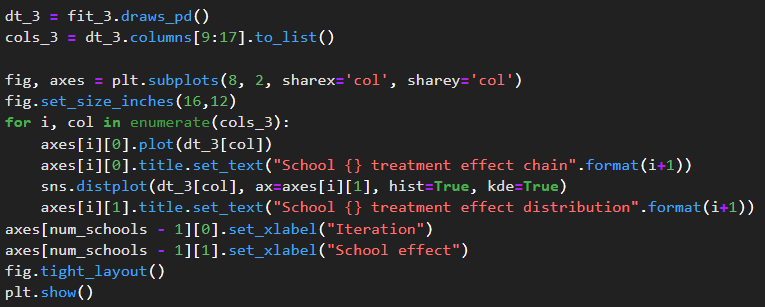 dt_3 = fit_3.draws_pd()
cols_3 = dt_3.columns[9:17].to_list()

fig, axes = plt.subplots(8, 2, sharex='col', sharey='col')
fig.set_size_inches(16,12)
for i, col in enumerate(cols_3):
    axes[i][0].plot(dt_3[col])
    axes[i][0].title.set_text("School {} treatment effect chain".format(i+1))
    sns.distplot(dt_3[col], ax=axes[i][1], hist=True, kde=True)
    axes[i][1].title.set_text("School {} treatment effect distribution".format(i+1))
axes[num_schools - 1][0].set_xlabel("Iteration")
axes[num_schools - 1][1].set_xlabel("School effect")
fig.tight_layout()
plt.show()